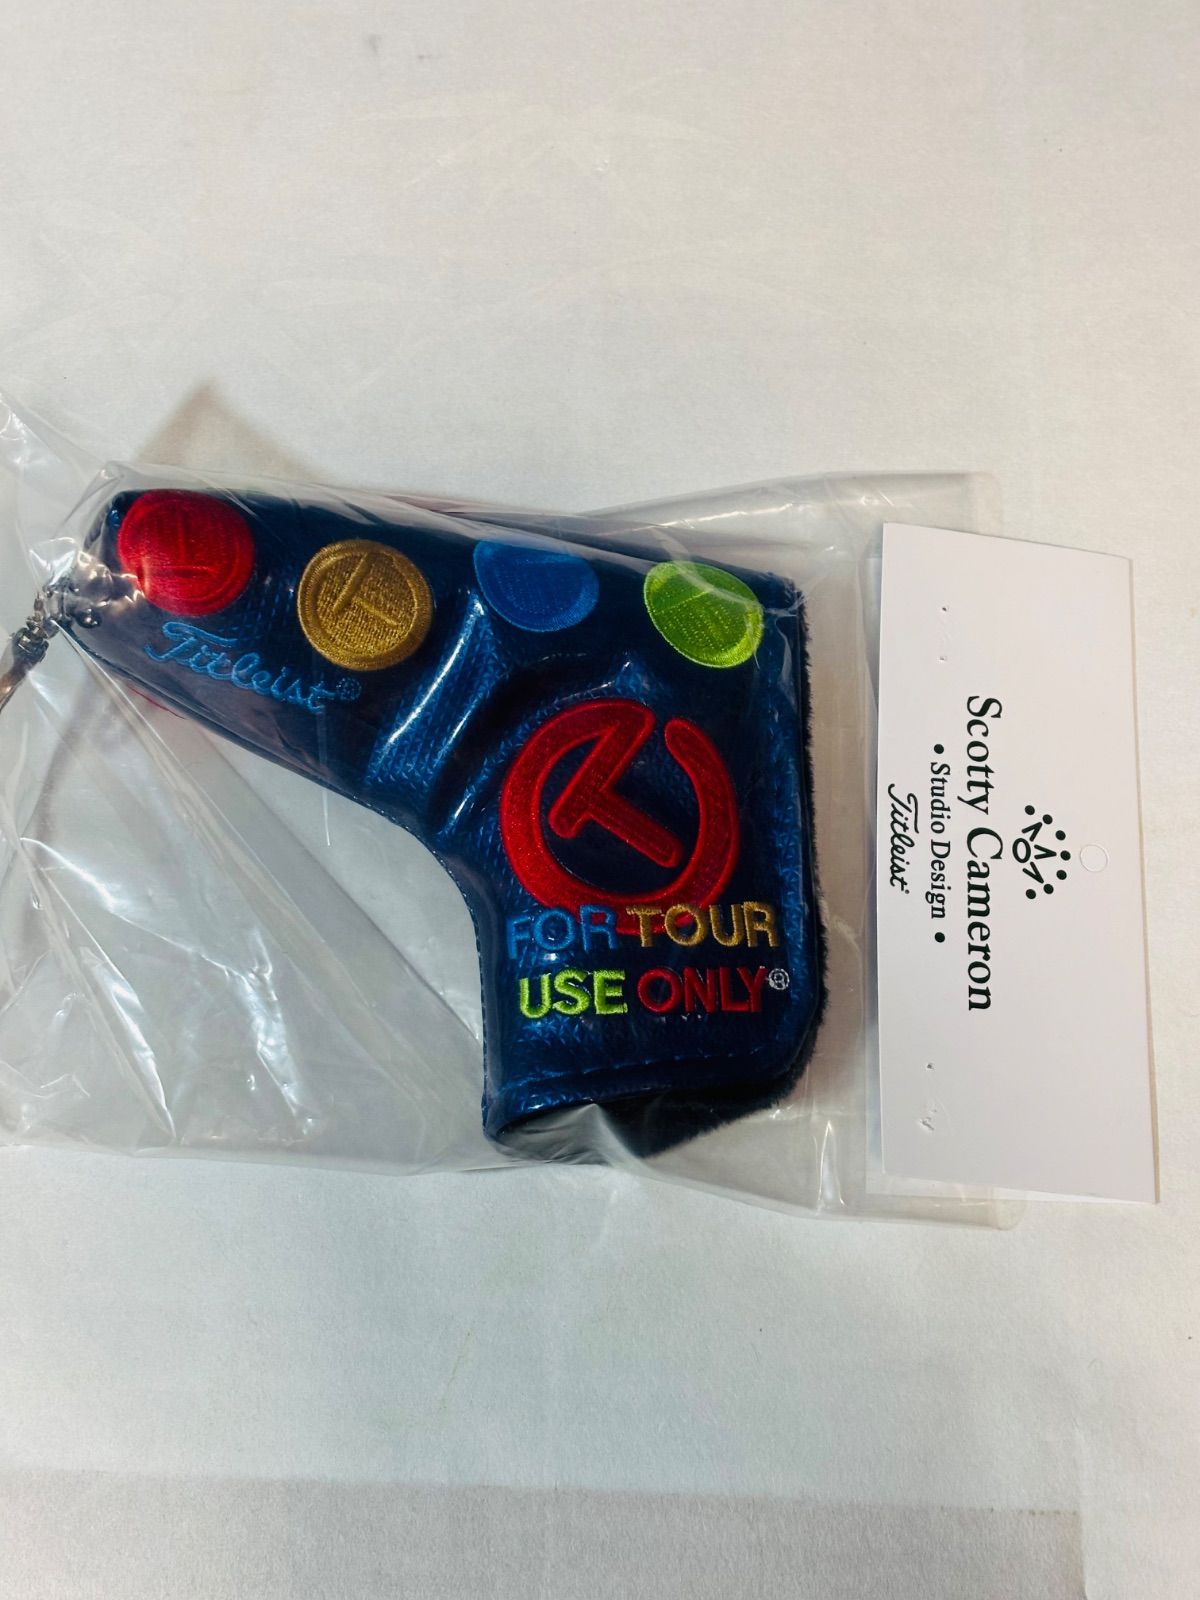 Titleist®
FOR TOUR
USE ONLY®
Scotty Cameron
• Studio Design •
Titleist